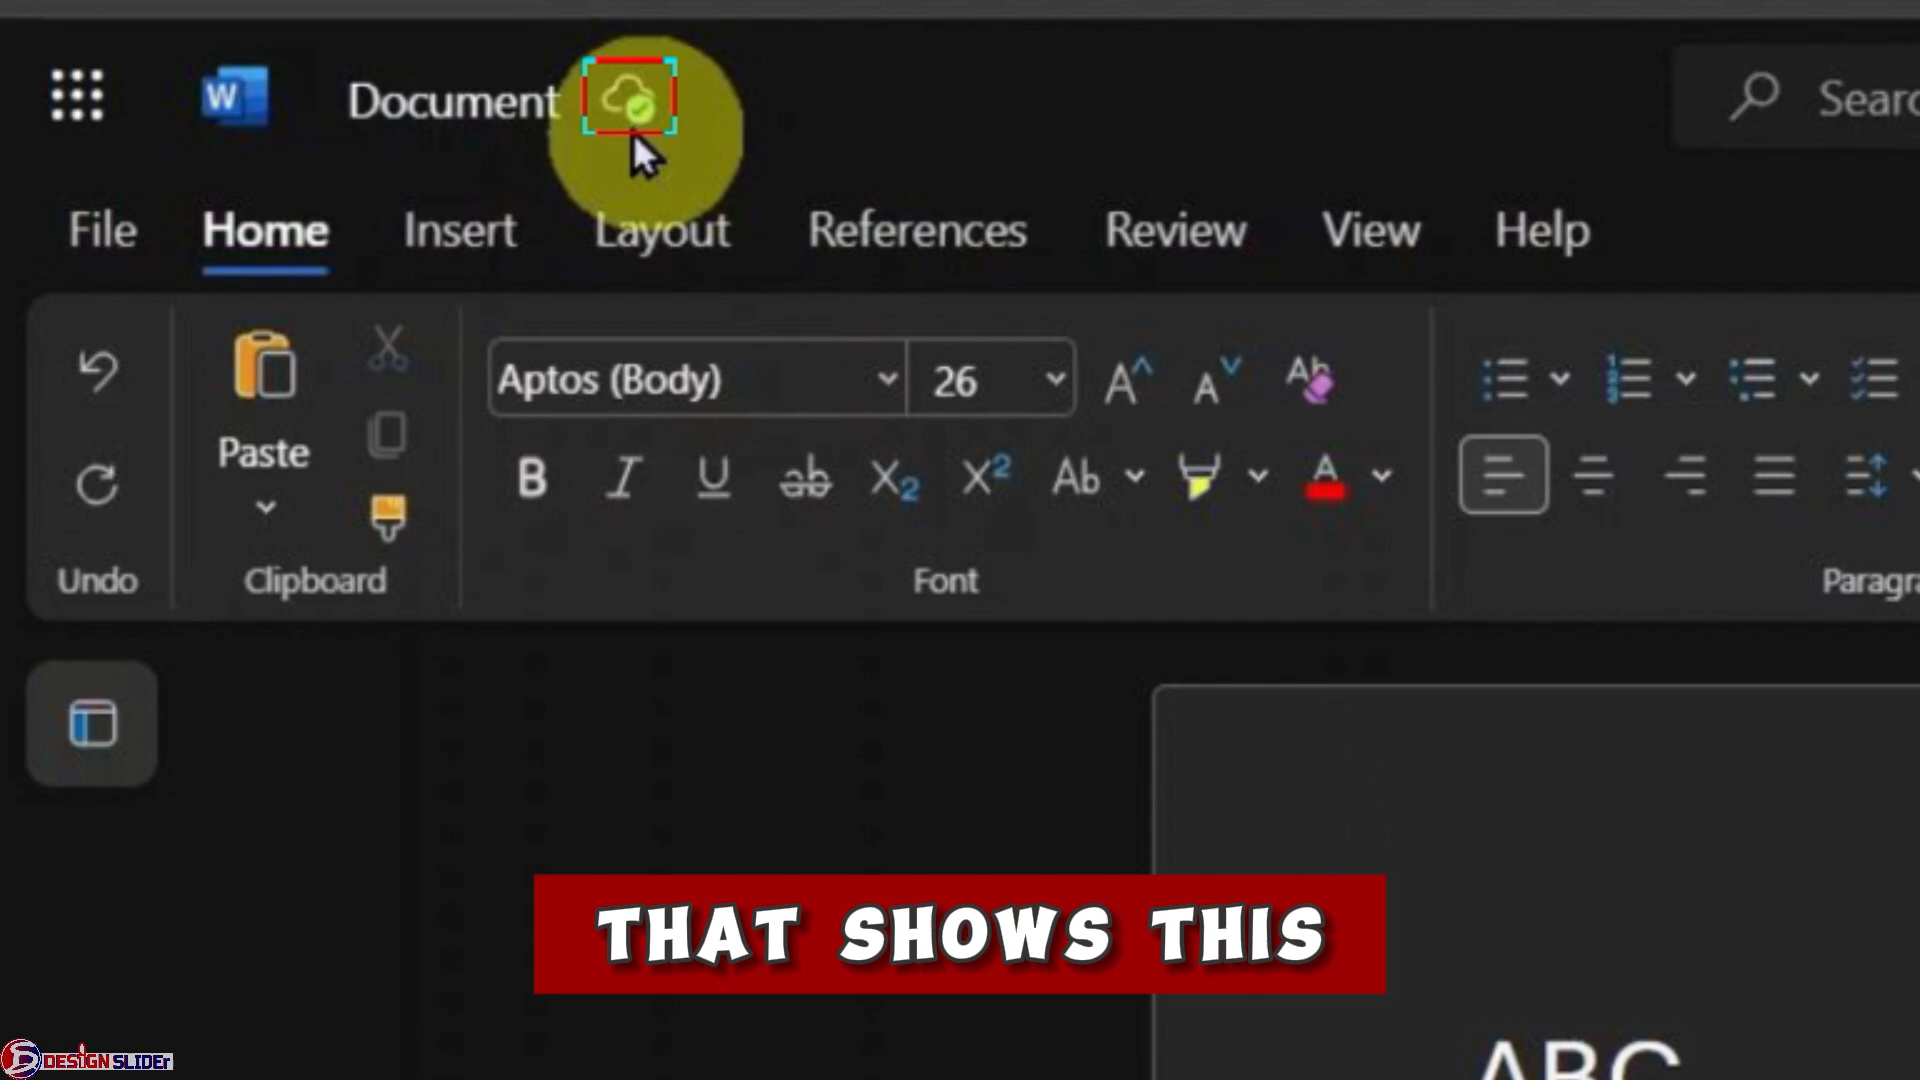 W
Document
Searc
File Home Insert Layout References Review View Help
Aptos (Body) 26
Paste
Undo Clipboard Font Paragra
THAT SHOWS THIS
ABC
DESIGN SLIDEr